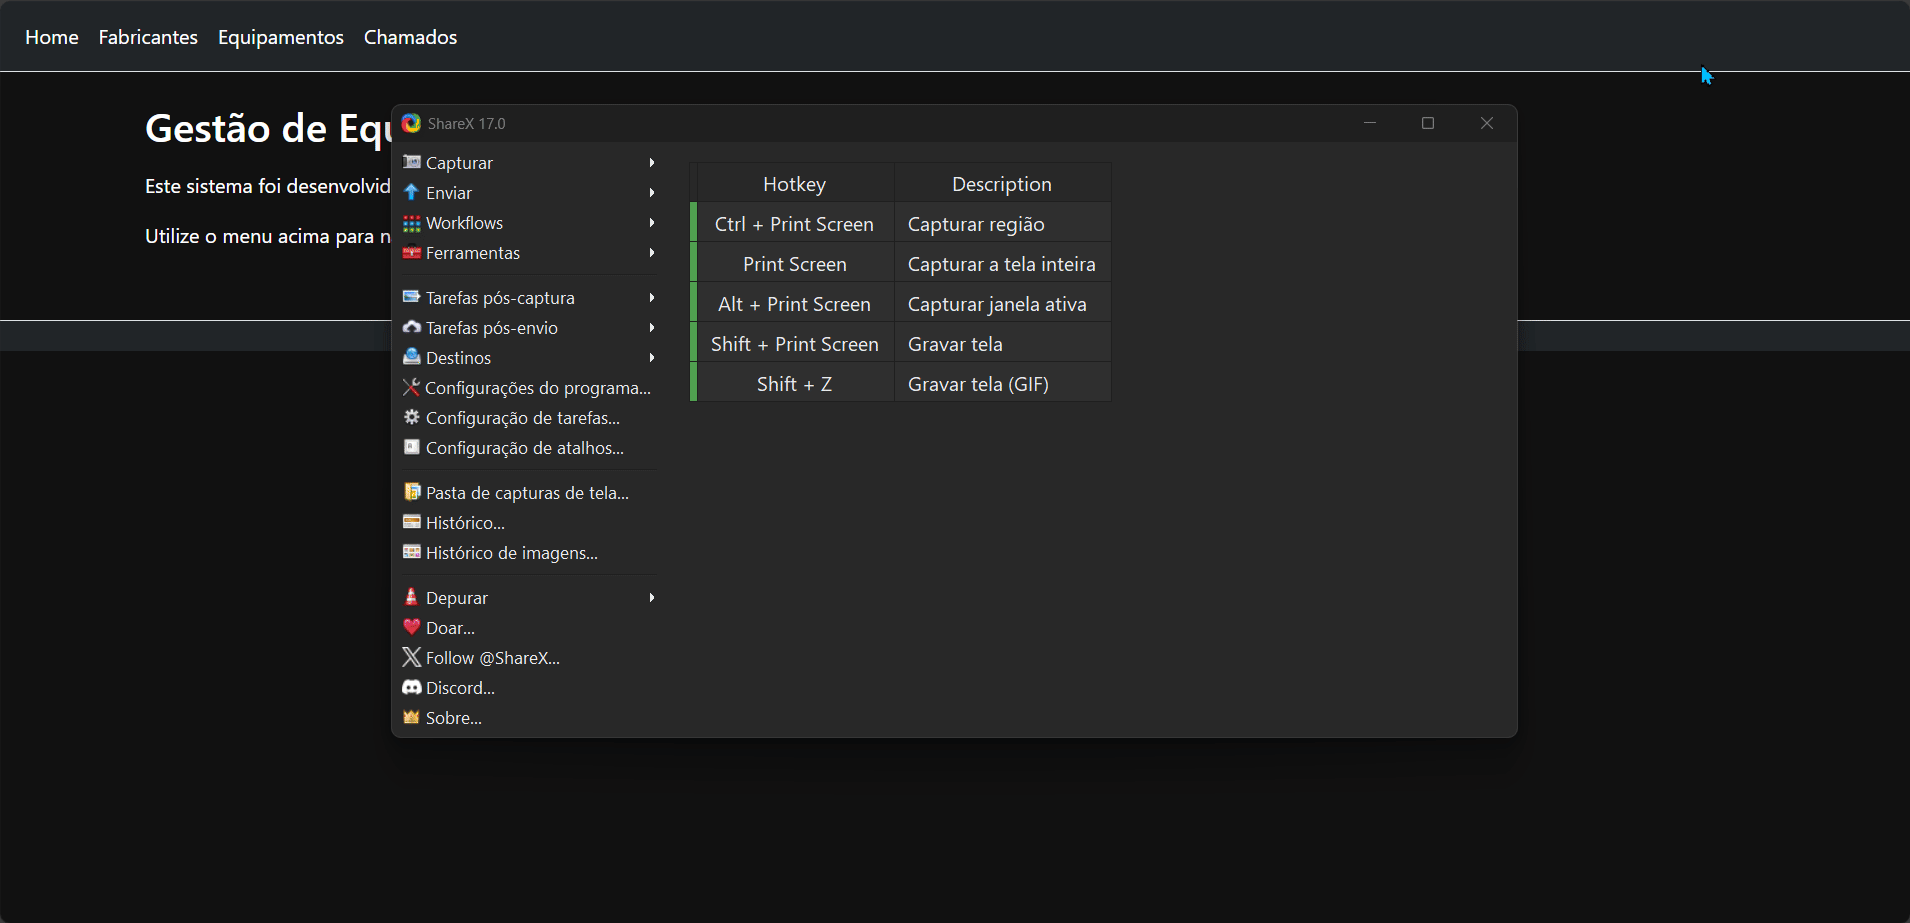 Home Fabricantes Equipamentos Chamados
Gestão de Equ
Este sistema foi desenvolvid
Utilize o menu acima para n
ShareX 17.0
Capturar
Enviar
Workflows
Ferramentas
Tarefas pós-captura
Tarefas pós-envio
Destinos
Configurações do programa...
Configuração de tarefas...
Configuração de atalhos...
Pasta de capturas de tela...
Histórico...
Histórico de imagens...
Depurar
Doar...
Follow @ShareX...
Discord...
Sobre...
Hotkey Description
Ctrl + Print Screen Capturar região
Print Screen Capturar a tela inteira
Alt + Print Screen Capturar janela ativa
Shift + Print Screen Gravar tela
Shift + Z Gravar tela (GIF)